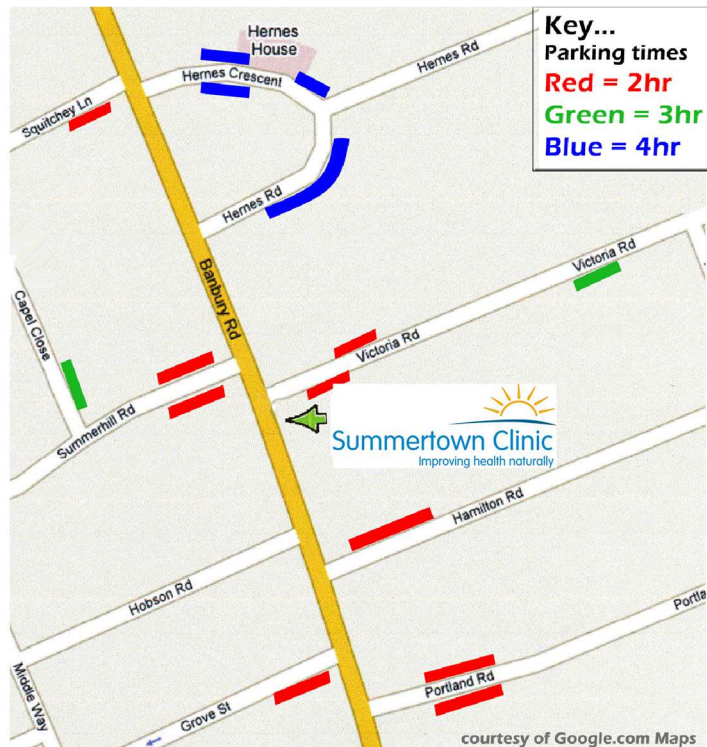 Key...
Parking times
Red = 2hr
Green = 3hr
Blue = 4hr
Hernes
House
Hernes Crescent
Hernes Rd
Squitchey Ln
Hernes Rd
Banbury Rd
Victoria Rd
Capel Close
Victoria Rd
Summerhill Rd
Summertown Clinic
Improving health naturally
Hamilton Rd
Hobson Rd
Middle Way
Portla
Portland Rd
Grove St
courtesy of Google.com Maps